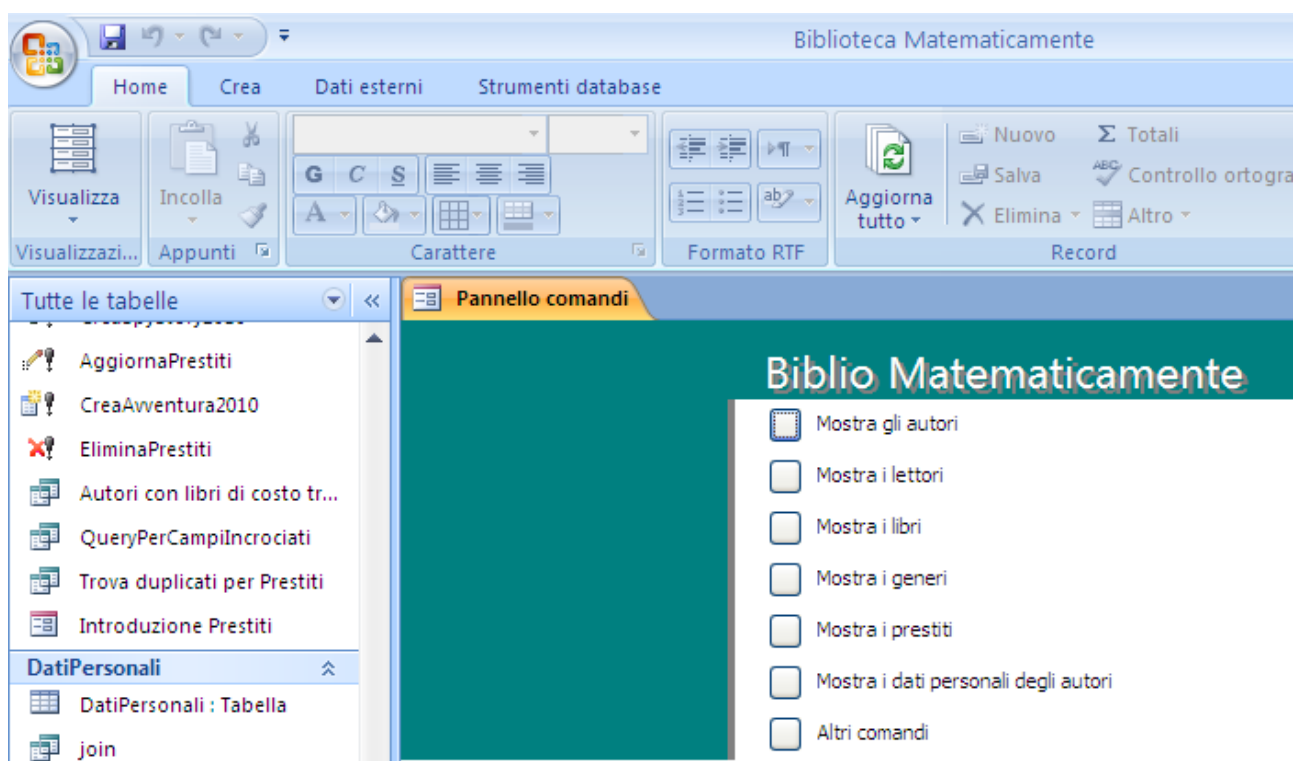 Biblioteca Matematicamente
Home Crea Dati esterni Strumenti database
Visualizza
Incolla
G C S
A
ab
Aggiorna
tutto
Nuovo
Salva
Elimina
Σ Totali
ABC
Controllo ortogra
Altro
Visualizzazi... Appunti Carattere Formato RTF Record
Tutte le tabelle
AggiornaPrestiti
CreaAvventura2010
EliminaPrestiti
Autori con libri di costo tr...
QueryPerCampiIncrociati
Trova duplicati per Prestiti
Introduzione Prestiti
DatiPersonali
DatiPersonali : Tabella
join
Pannello comandi
Biblio Matematicamente
Mostra gli autori
Mostra i lettori
Mostra i libri
Mostra i generi
Mostra i prestiti
Mostra i dati personali degli autori
Altri comandi